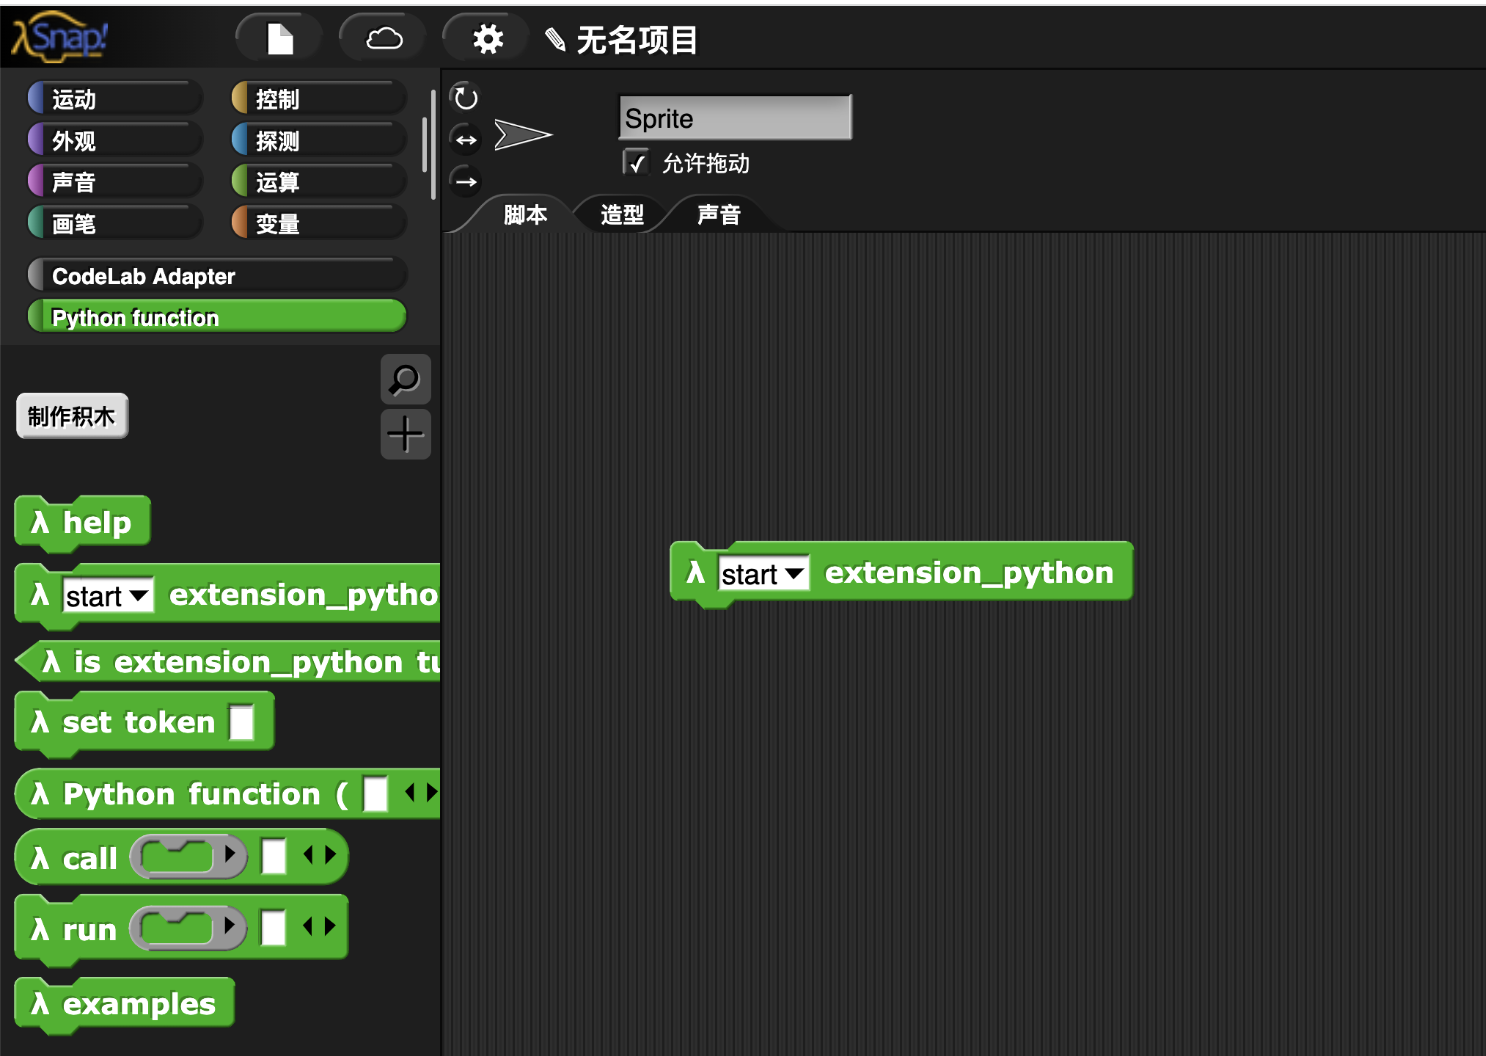 λSnap!
无名项目
运动
控制
外观
探测
声音
运算
画笔
变量
CodeLab Adapter
Python function
Sprite
允许拖动
脚本
造型
声音
制作积木
λ help
λ start extension_pytho
λ is extension_python tu
λ set token
λ Python function (
λ call
λ run
λ examples
λ start extension_python